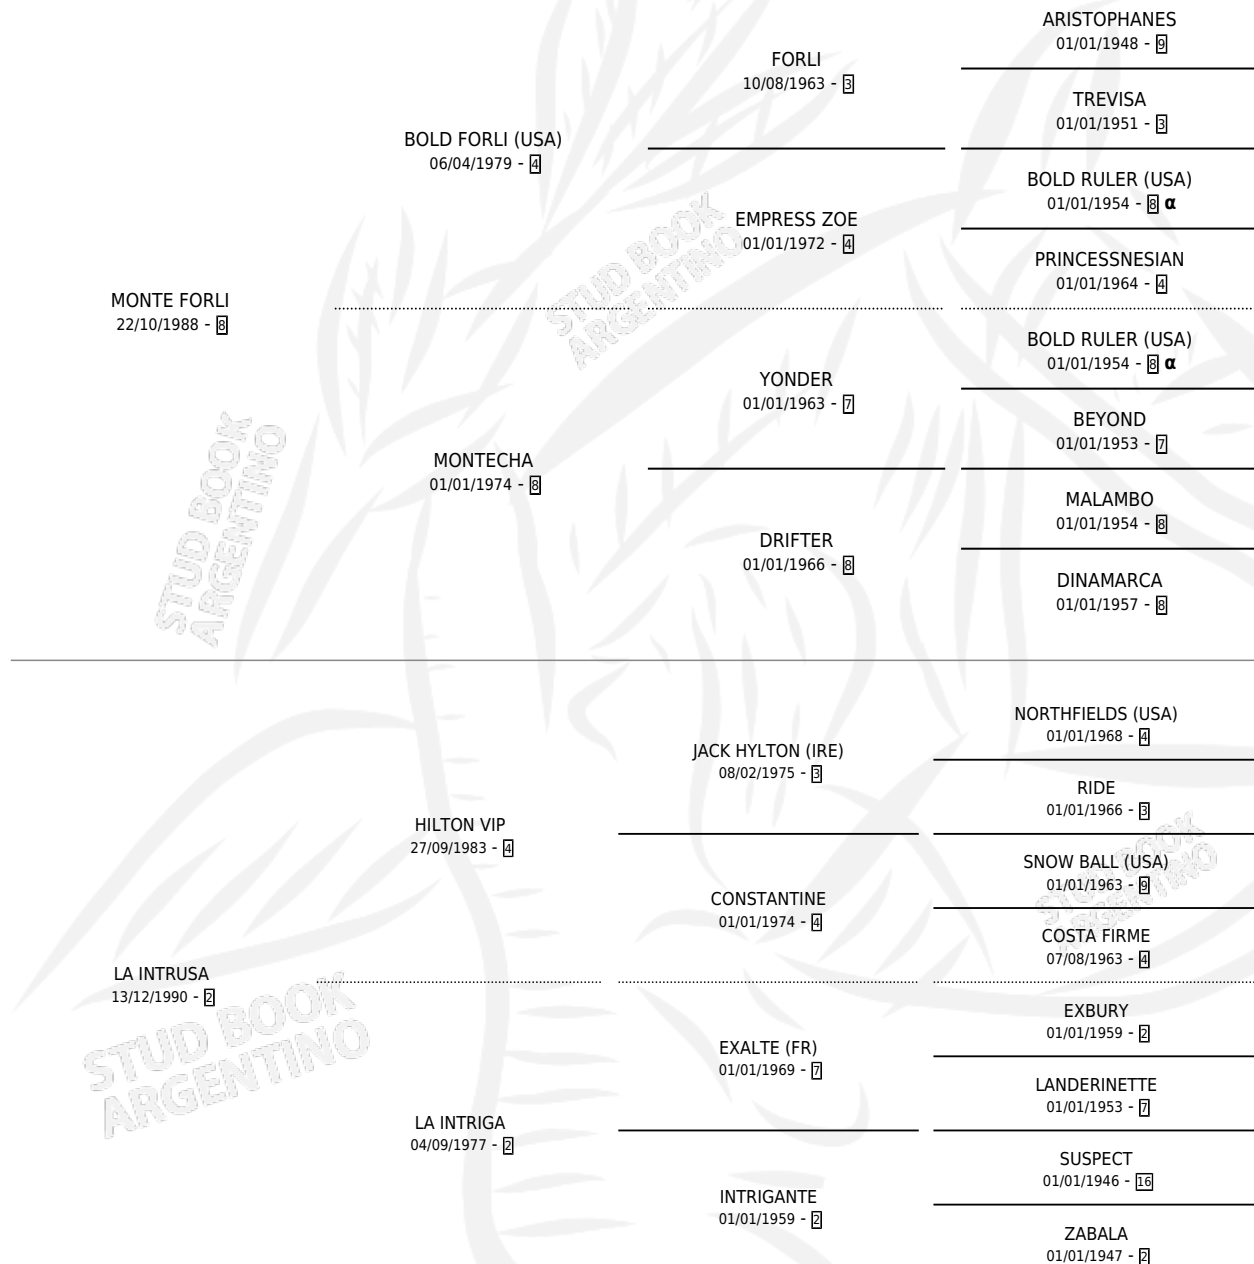 ARISTOPHANES
01/01/1948 - 9
FORLI
10/08/1963 - 3
TREVISA
01/01/1951 - 3
BOLD FORLI (USA)
06/04/1979 - 4
BOLD RULER (USA)
01/01/1954 - 8 α
EMPRESS ZOE
01/01/1972 - 4
PRINCESSNESIAN
01/01/1964 - 4
MONTE FORLI
22/10/1988 - 8
BOLD RULER (USA)
01/01/1954 - 8 α
YONDER
01/01/1963 - 7
BEYOND
01/01/1953 - 7
MONTECHA
01/01/1974 - 8
MALAMBO
01/01/1954 - 8
DRIFTER
01/01/1966 - 8
DINAMARCA
01/01/1957 - 8
NORTHFIELDS (USA)
01/01/1968 - 4
JACK HYLTON (IRE)
08/02/1975 - 3
RIDE
01/01/1966 - 3
HILTON VIP
27/09/1983 - 4
SNOW BALL (USA)
01/01/1963 - 9
CONSTANTINE
01/01/1974 - 4
COSTA FIRME
07/08/1963 - 4
LA INTRUSA
13/12/1990 - 2
EXBURY
01/01/1959 - 2
EXALTE (FR)
01/01/1969 - 7
LANDERINETTE
01/01/1953 - 7
LA INTRIGA
04/09/1977 - 2
SUSPECT
01/01/1946 - 16
INTRIGANTE
01/01/1959 - 2
ZABALA
01/01/1947 - 2
STUD BOOK
ARGENTINO
STUD BOOK
ARGENTINO
STUD BOOK
ARGENTINO
STUD BOOK
ARGENTINO